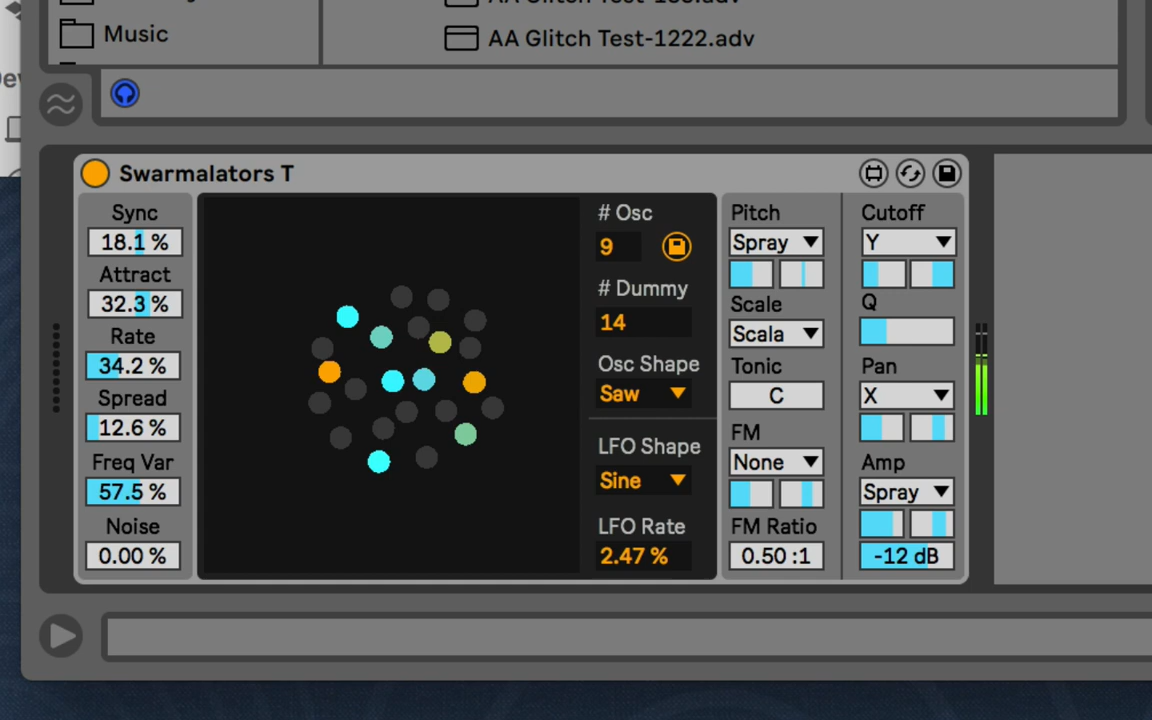 Music
AA Glitch Test-1222.adv
Swarmalators T
Sync
18.1 %
Attract
32.3 %
Rate
34.2 %
Spread
12.6 %
Freq Var
57.5 %
Noise
0.00 %
# Osc
9
# Dummy
14
Osc Shape
Saw
LFO Shape
Sine
LFO Rate
2.47 %
Pitch
Spray
Scale
Scala
Tonic
C
FM
None
FM Ratio
0.50 :1
Cutoff
Y
Q
Pan
X
Amp
Spray
-12 dB